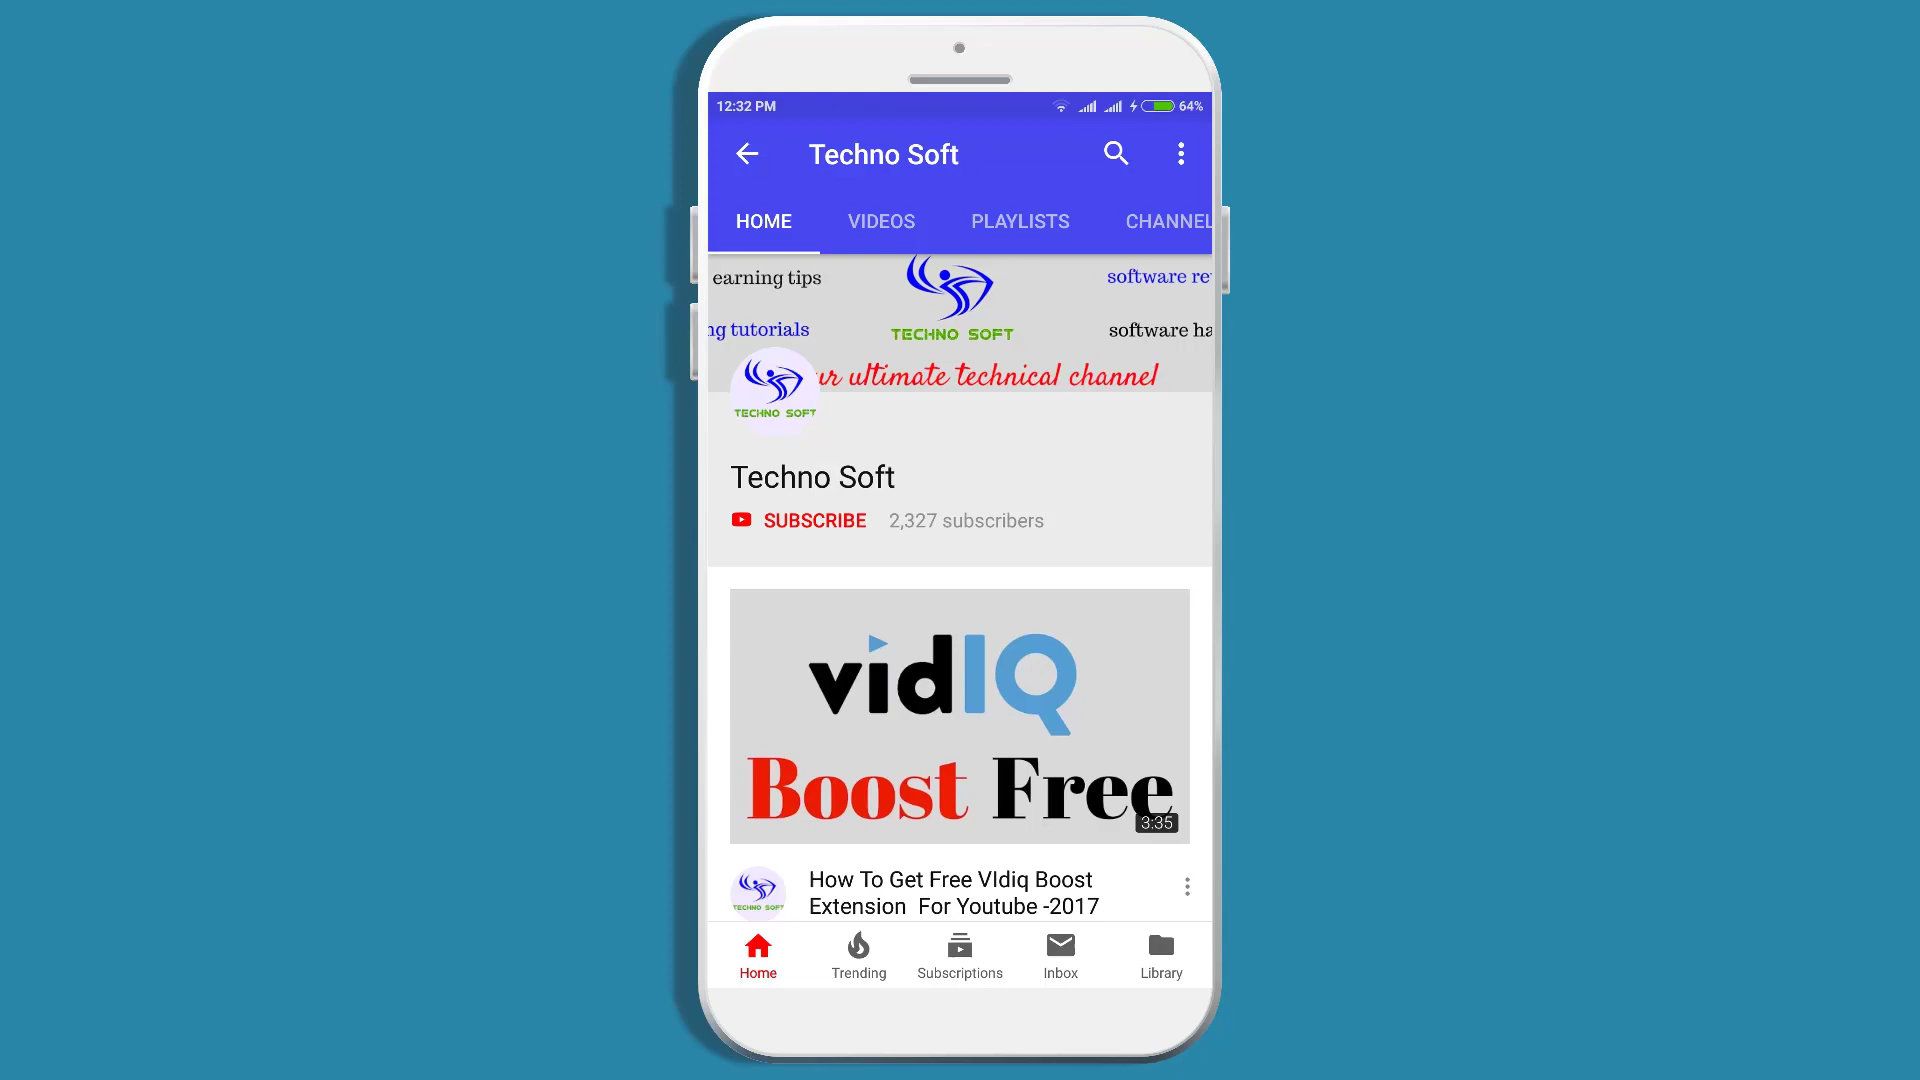 12:32 PM
64%
Techno Soft
HOME VIDEOS PLAYLISTS CHANNEL
earning tips
software re
ng tutorials
TECHNO SOFT
software ha
ur ultimate technical channel
TECHNO SOFT
Techno Soft
SUBSCRIBE 2,327 subscribers
vidIQ
Boost Free
3:35
How To Get Free VIdiq Boost
Extension For Youtube -2017
TECHNO SOFT
Home Trending Subscriptions Inbox Library